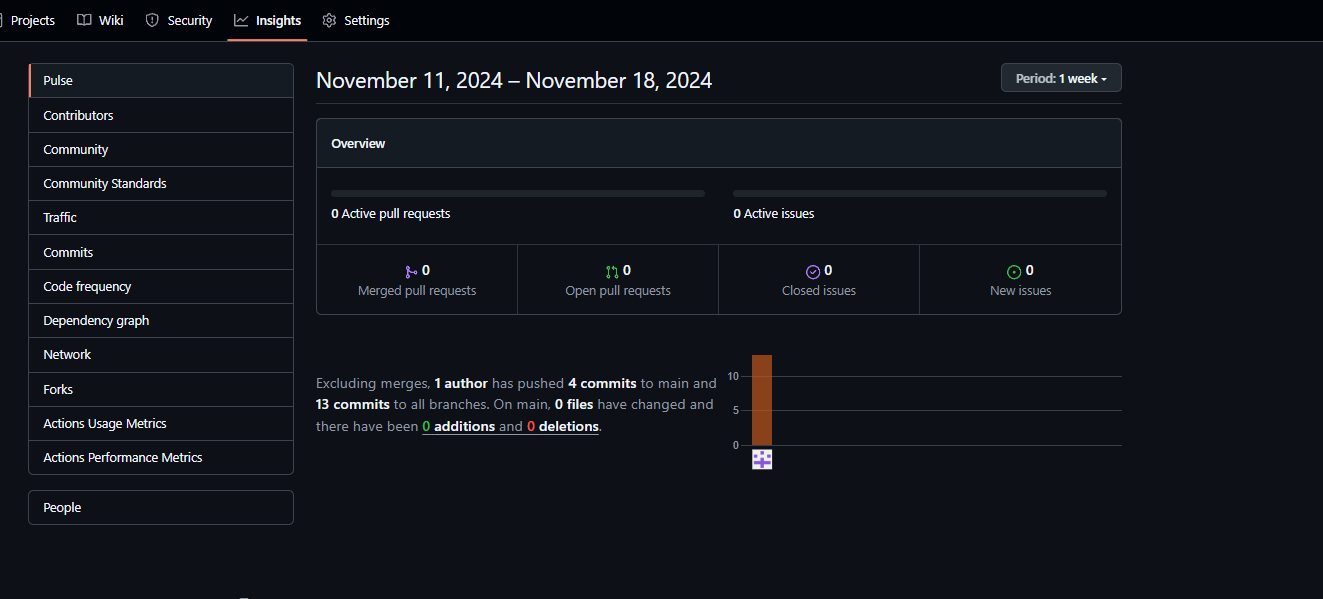 Projects Wiki Security Insights Settings
Pulse
Contributors
Community
Community Standards
Traffic
Commits
Code frequency
Dependency graph
Network
Forks
Actions Usage Metrics
Actions Performance Metrics
People
November 11, 2024 – November 18, 2024
Period: 1 week
Overview
0 Active pull requests
0 Active issues
0
Merged pull requests
0
Open pull requests
0
Closed issues
0
New issues
Excluding merges, 1 author has pushed 4 commits to main and
13 commits to all branches. On main, 0 files have changed and
there have been 0 additions and 0 deletions.
10
5
0